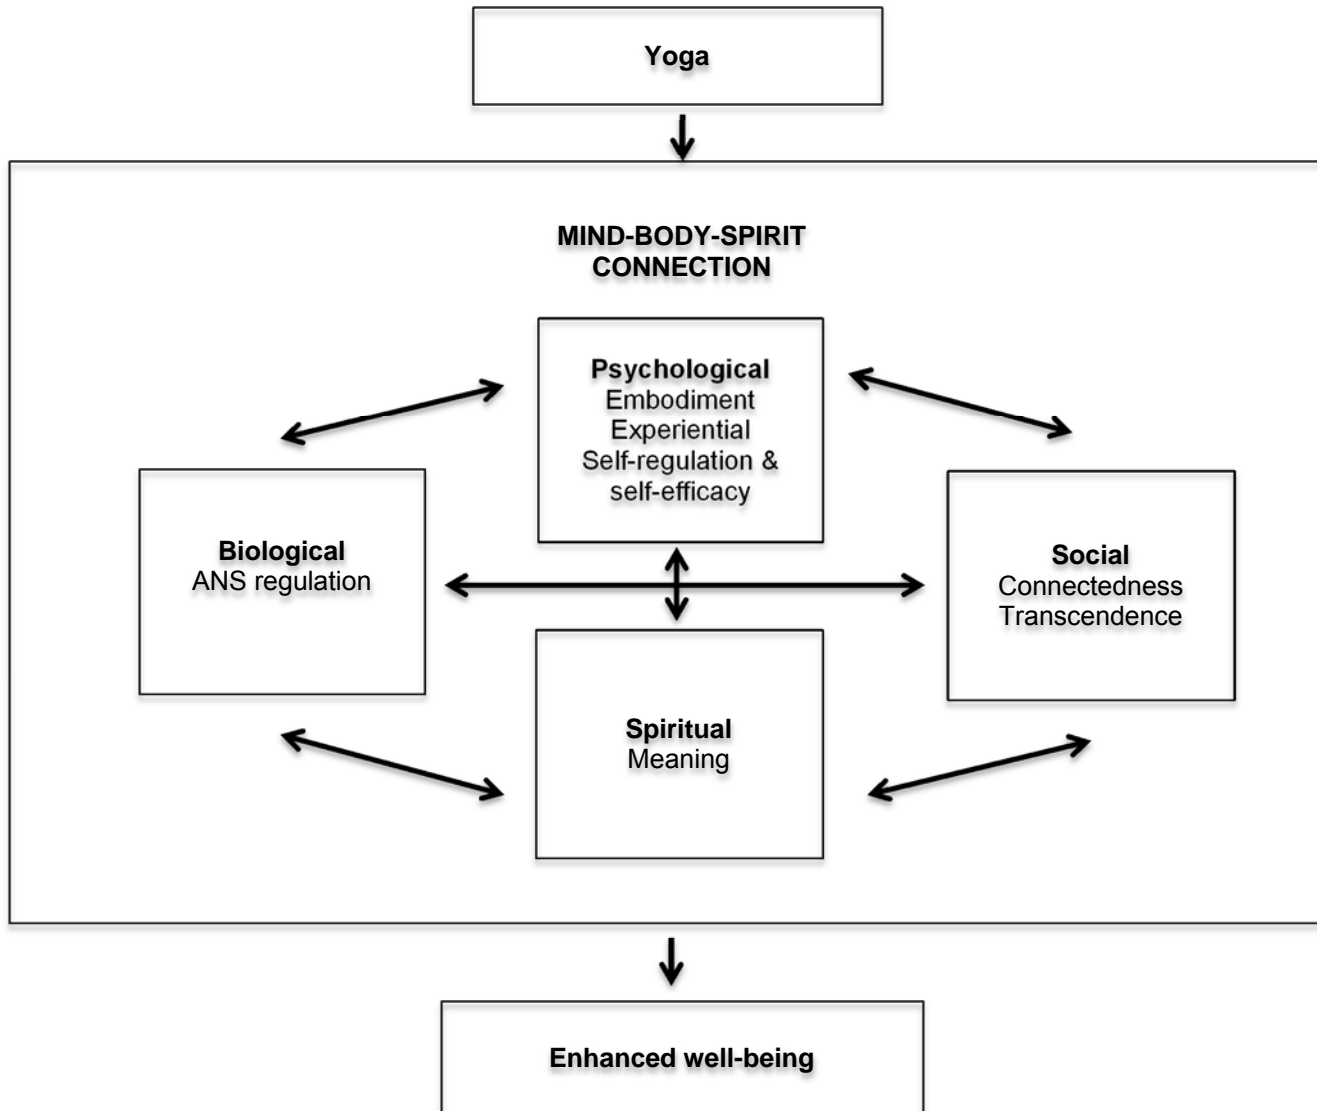 Yoga
MIND-BODY-SPIRIT
CONNECTION
Psychological
Embodiment
Experiential
Self-regulation &
self-efficacy
Biological
ANS regulation
Social
Connectedness
Transcendence
Spiritual
Meaning
Enhanced well-being